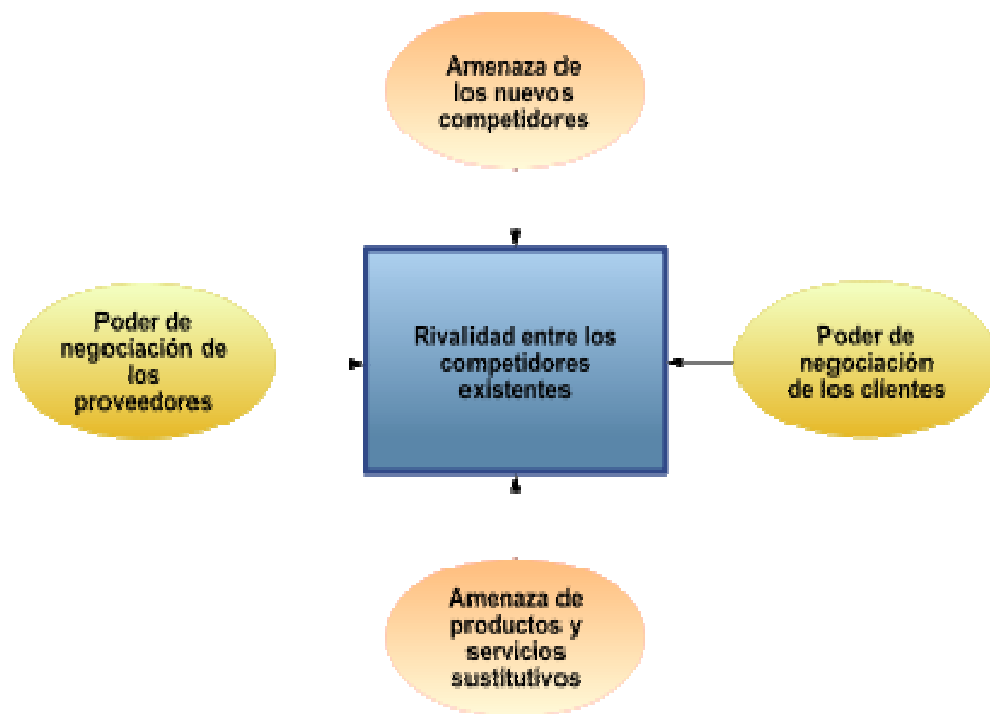 Amenaza de
los nuevos
competidores
Poder de
negociación de
los
proveedores
Rivalidad entre los
competidores
existentes
Poder de
negociación
de los clientes
Amenaza de
productos y
servicios
sustitutivos